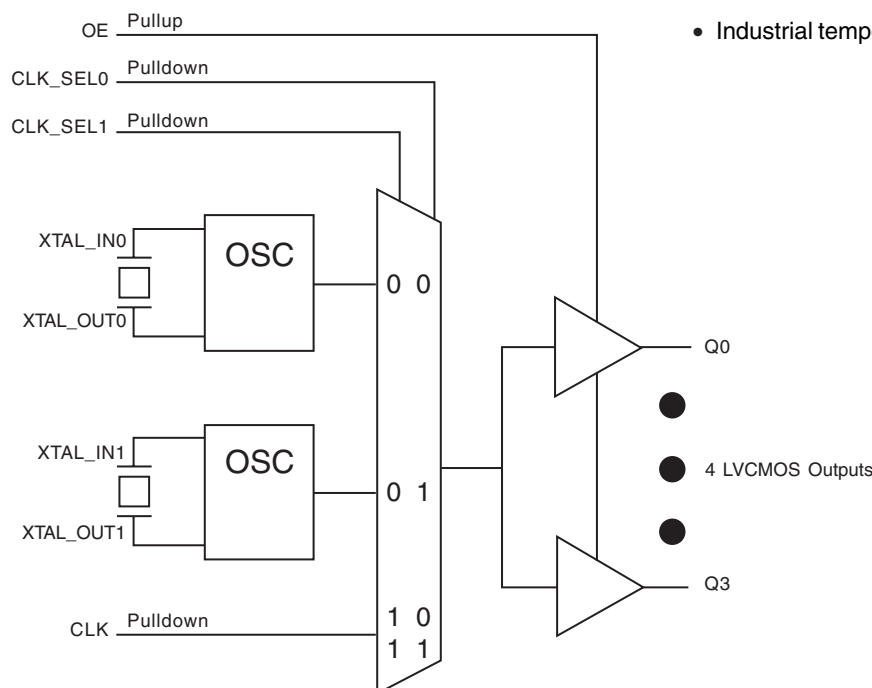 OE Pullup
• Industrial temp
CLK_SEL0 Pulldown
CLK_SEL1 Pulldown
XTAL_IN0
OSC
0 0
XTAL_OUT0
Q0
XTAL_IN1
OSC
0 1
4 LVCMOS Outputs
XTAL_OUT1
Q3
CLK Pulldown
1 0
1 1